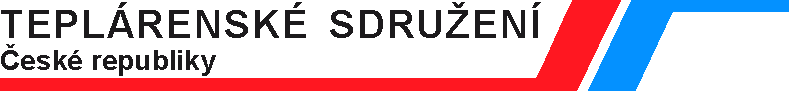 TEPLÁRENSKÉ SDRUŽENÍ
České republiky